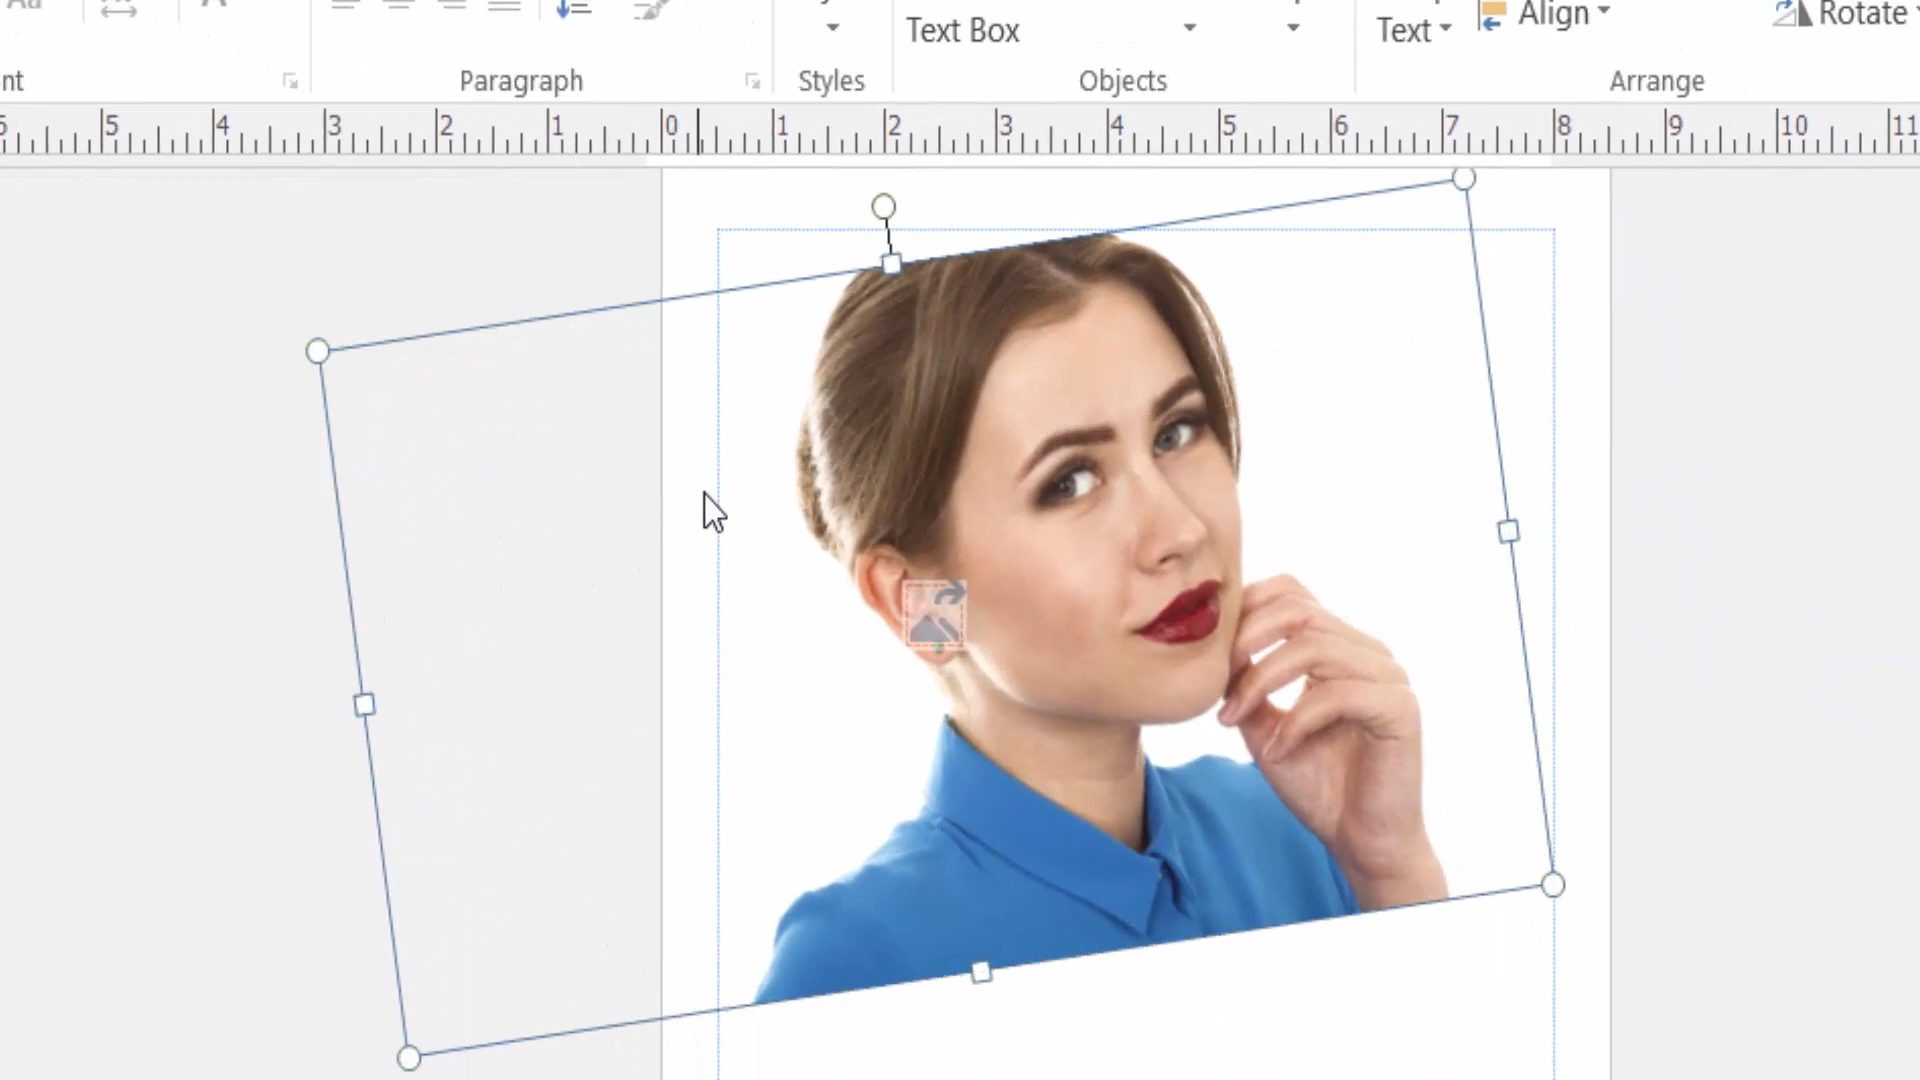 Text Box
Text
Align
Rotate
nt
Paragraph
Styles
Objects
Arrange
5 5 4 3 2 1 0 1 2 3 4 5 6 7 8 9 10 11